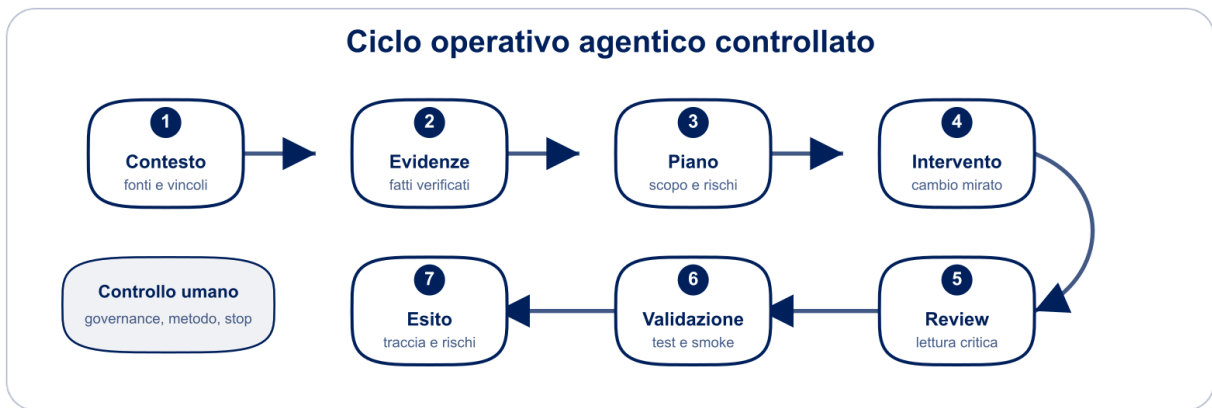 Ciclo operativo agentico controllato
1
Contesto
fonti e vincoli
2
Evidenze
fatti verificati
3
Piano
scopo e rischi
4
Intervento
cambio mirato
5
Review
lettura critica
6
Validazione
test e smoke
7
Esito
traccia e rischi
Controllo umano
governance, metodo, stop